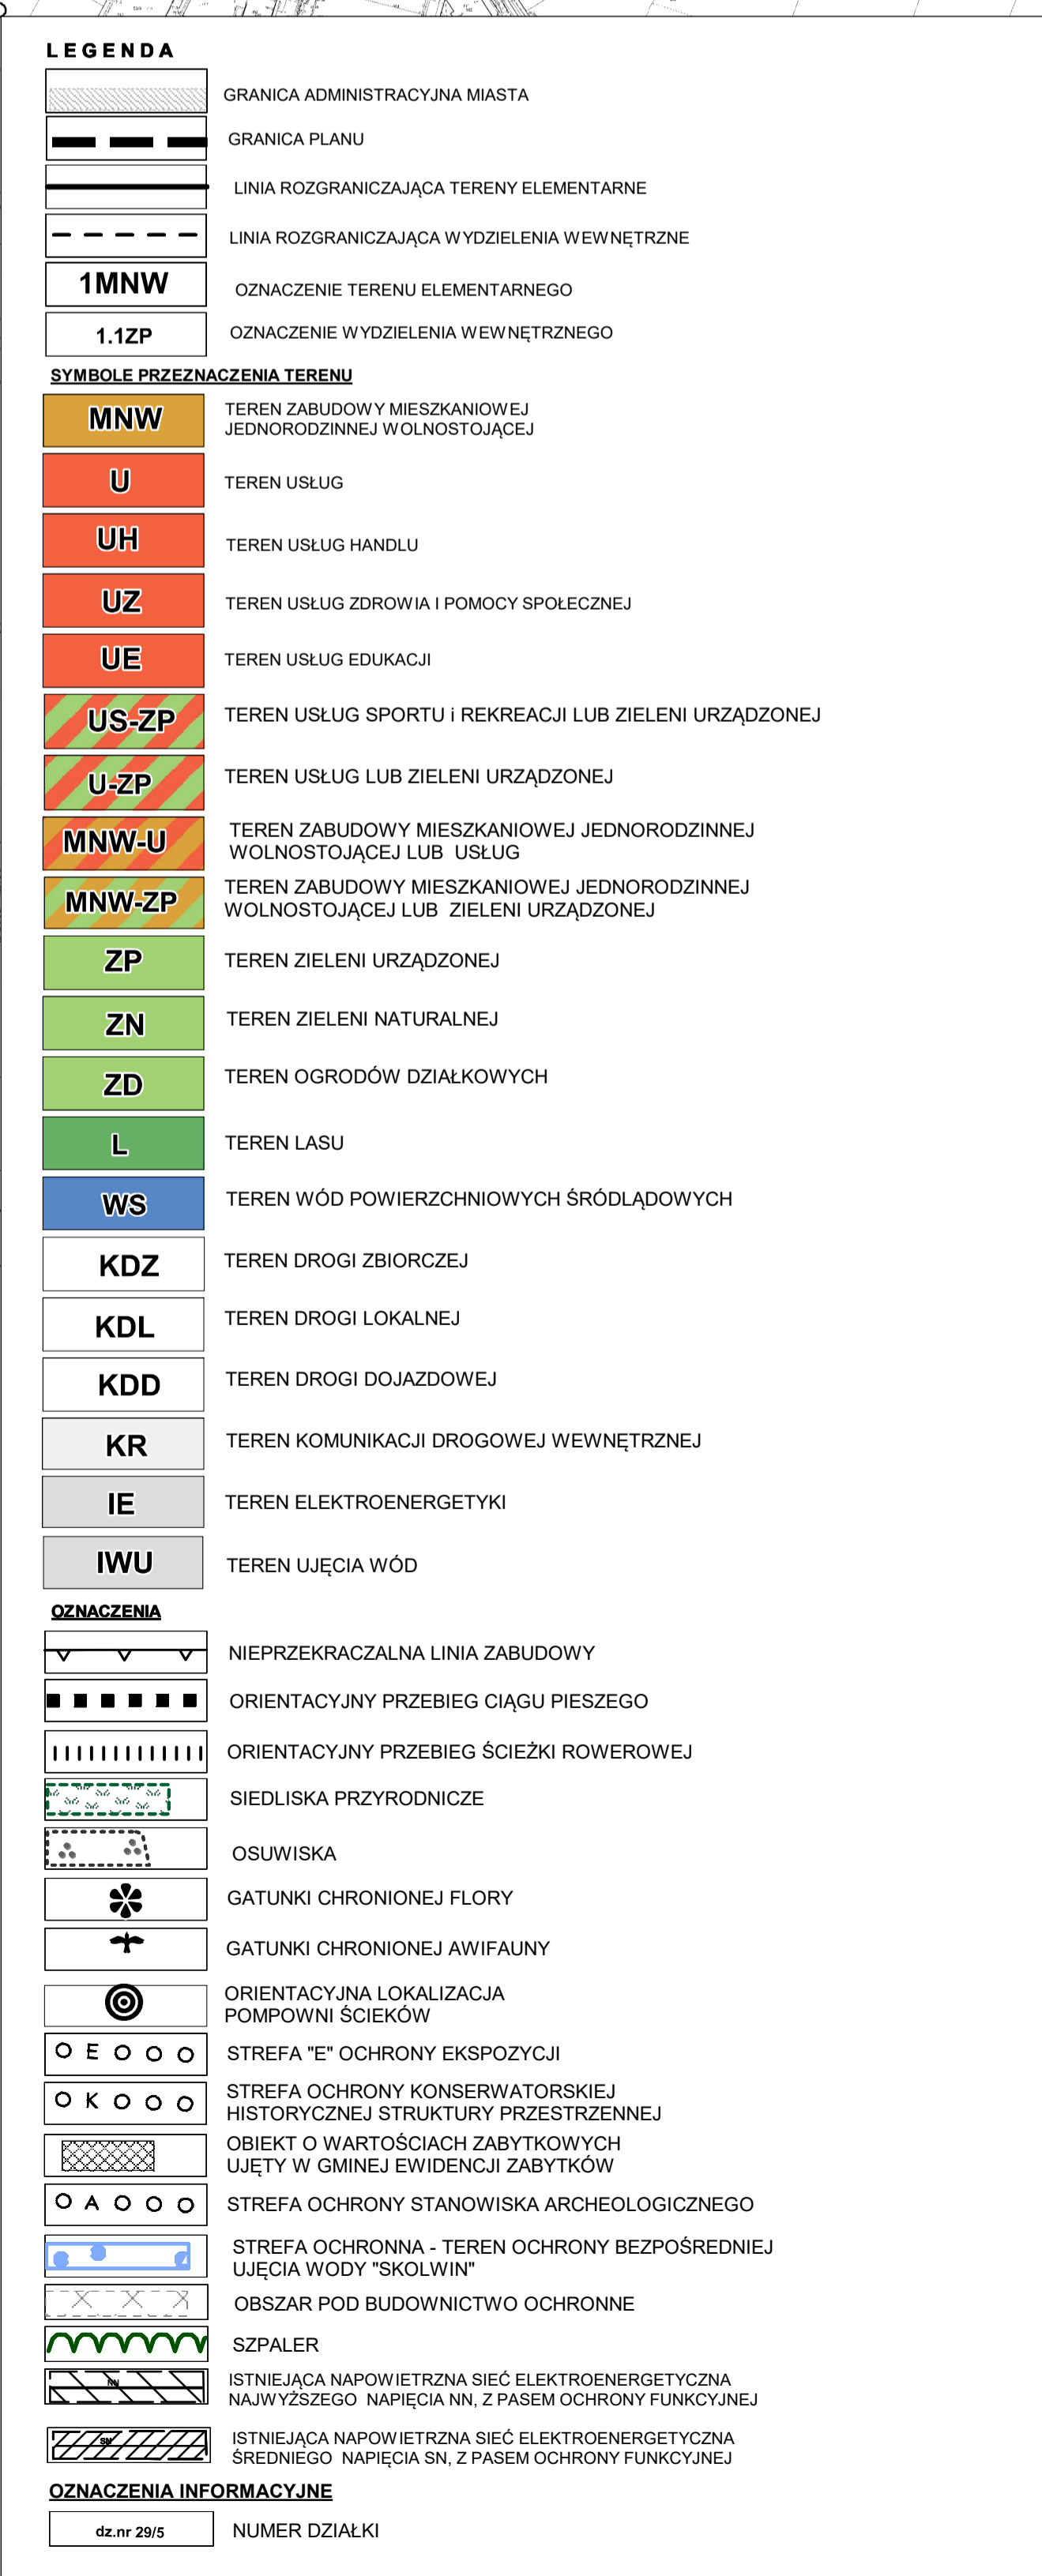 LEGENDA
GRANICA ADMINISTRACYJNA MIASTA
GRANICA PLANU
LINIA ROZGRANICZAJĄCA TERENY ELEMENTARNE
LINIA ROZGRANICZAJĄCA WYDZIELENIA WEWNĘTRZNE
1MNW OZNACZENIE TERENU ELEMENTARNEGO
1.1ZP OZNACZENIE WYDZIELENIA WEWNĘTRZNEGO
SYMBOLE PRZEZNACZENIA TERENU
MNW TEREN ZABUDOWY MIESZKANIOWEJ
JEDNORODZINNEJ WOLNOSTOJĄCEJ
U TEREN USŁUG
UH TEREN USŁUG HANDLU
UZ TEREN USŁUG ZDROWIA I POMOCY SPOŁECZNEJ
UE TEREN USŁUG EDUKACJI
US-ZP TEREN USŁUG SPORTU i REKREACJI LUB ZIELENI URZĄDZONEJ
U-ZP TEREN USŁUG LUB ZIELENI URZĄDZONEJ
MNW-U TEREN ZABUDOWY MIESZKANIOWEJ JEDNORODZINNEJ
WOLNOSTOJĄCEJ LUB USŁUG
MNW-ZP TEREN ZABUDOWY MIESZKANIOWEJ JEDNORODZINNEJ
WOLNOSTOJĄCEJ LUB ZIELENI URZĄDZONEJ
ZP TEREN ZIELENI URZĄDZONEJ
ZN TEREN ZIELENI NATURALNEJ
ZD TEREN OGRODÓW DZIAŁKOWYCH
L TEREN LASU
WS TEREN WÓD POWIERZCHNIOWYCH ŚRÓDLĄDOWYCH
KDZ TEREN DROGI ZBIORCZEJ
KDL TEREN DROGI LOKALNEJ
KDD TEREN DROGI DOJAZDOWEJ
KR TEREN KOMUNIKACJI DROGOWEJ WEWNĘTRZNEJ
IE TEREN ELEKTROENERGETYKI
IWU TEREN UJĘCIA WÓD
OZNACZENIA
NIEPRZEKRACZALNA LINIA ZABUDOWY
ORIENTACYJNY PRZEBIEG CIĄGU PIESZEGO
ORIENTACYJNY PRZEBIEG ŚCIEŻKI ROWEROWEJ
SIEDLISKA PRZYRODNICZE
OSUWISKA
GATUNKI CHRONIONEJ FLORY
GATUNKI CHRONIONEJ AWIFAUNY
ORIENTACYJNA LOKALIZACJA
POMPOWNI ŚCIEKÓW
E STREFA "E" OCHRONY EKSPOZYCJI
K STREFA OCHRONY KONSERWATORSKIEJ
HISTORYCZNEJ STRUKTURY PRZESTRZENNEJ
OBIEKT O WARTOŚCIACH ZABYTKOWYCH
UJĘTY W GMINEJ EWIDENCJI ZABYTKÓW
A STREFA OCHRONY STANOWISKA ARCHEOLOGICZNEGO
STREFA OCHRONNA - TEREN OCHRONY BEZPOŚREDNIEJ
UJĘCIA WODY "SKOLWIN"
OBSZAR POD BUDOWNICTWO OCHRONNE
SZPALER
NN ISTNIEJĄCA NAPOWIETRZNA SIEĆ ELEKTROENERGETYCZNA
NAJWYŻSZEGO NAPIĘCIA NN, Z PASEM OCHRONY FUNKCYJNEJ
SN ISTNIEJĄCA NAPOWIETRZNA SIEĆ ELEKTROENERGETYCZNA
ŚREDNIEGO NAPIĘCIA SN, Z PASEM OCHRONY FUNKCYJNEJ
OZNACZENIA INFORMACYJNE
dz.nr 29/5 NUMER DZIAŁKI